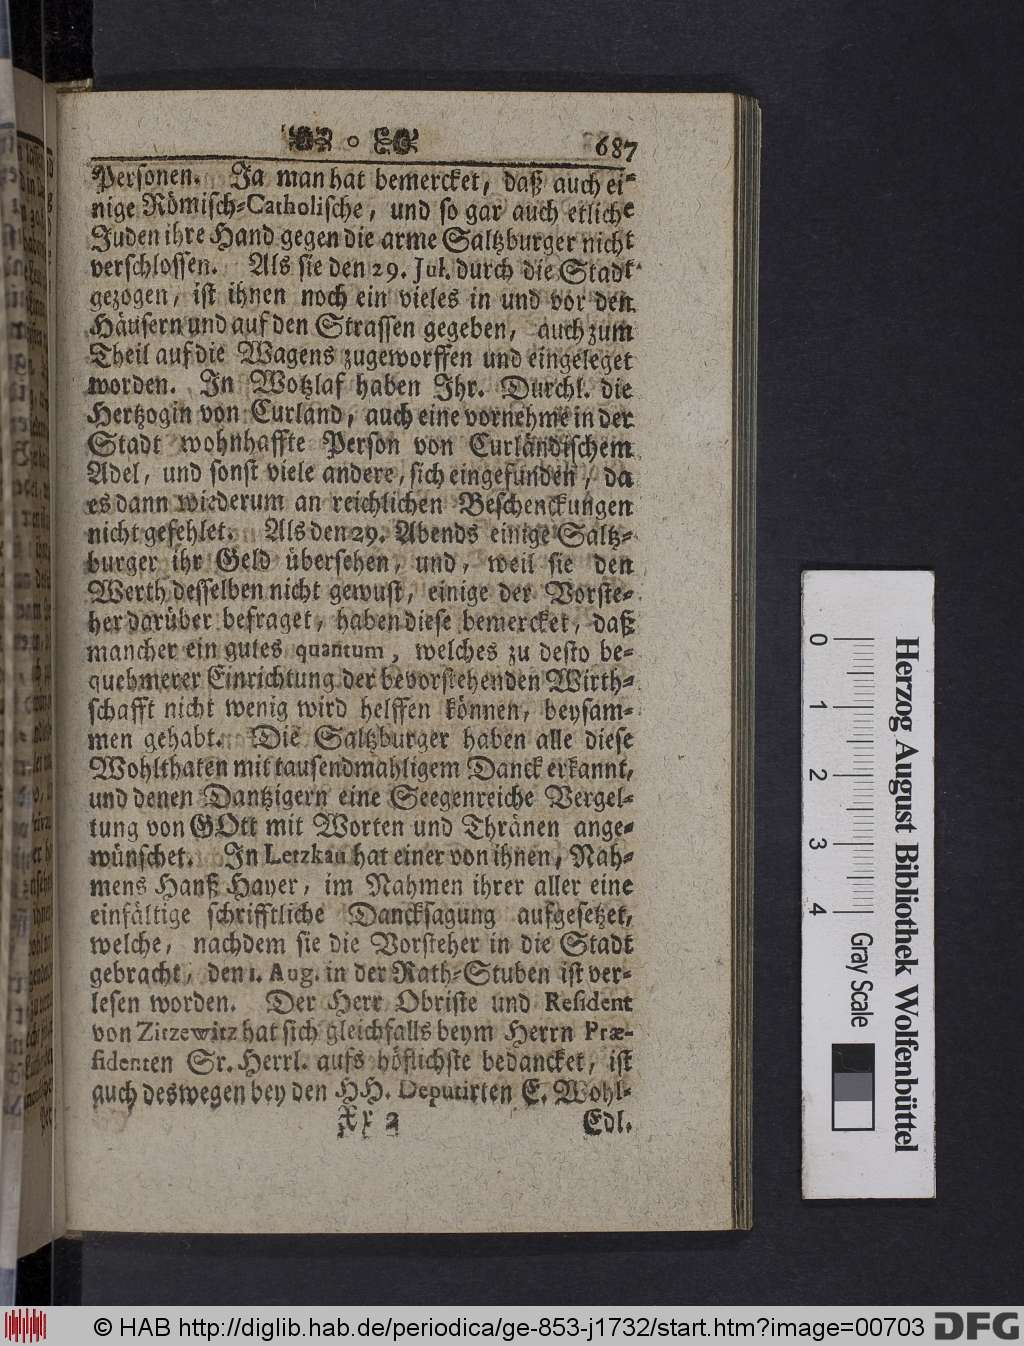 o 687
Personen. Ja man hat bemercket, daß auch ei-
nige Römisch-Catholische, und so gar auch etliche
Juden ihre Hand gegen die arme Saltzburger nicht
verschlossen. Als sie den 29. Jul. durch die Stadt
gezogen, ist ihnen noch ein vieles in und vor den
Häusern und auf den Strassen gegeben, auch zum
Theil auf die Wagens zugeworffen und eingeleget
worden. In Wotzlaf haben Ihr. Durchl. die
Hertzogin von Curland, auch eine vornehme in der
Stadt wohnhaffte Person von Curländischem
Adel, und sonst viele andere, sich eingefunden, da
es dann wiederum an reichlichen Beschenckungen
nicht gefehlet. Als den 29. Abends einige Saltz-
burger ihr Geld übersehen, und, weil sie den
Werth desselben nicht gewust, einige der Vorste-
her darüber befraget, haben diese bemercket, daß
mancher ein gutes quantum, welches zu desto be-
quehmerer Einrichtung der bevorstehenden Wirth-
schafft nicht wenig wird helffen können, beysam-
men gehabt. Die Saltzburger haben alle diese
Wohlthaten mit tausendmahligem Danck erkannt,
und denen Dantzigern eine Seegenreiche Vergel-
tung von GOtt mit Worten und Thränen ange-
wünschet. In Letzkau hat einer von ihnen, Nah-
mens Hanß Hayer, im Nahmen ihrer aller eine
einfältige schrifftliche Dancksagung aufgesetzet,
welche, nachdem sie die Vorsteher in die Stadt
gebracht, den 1. Aug. in der Rath-Stuben ist ver-
lesen worden. Der Herr Obriste und Resident
von Zitzewitz hat sich gleichfalls beym Herrn Præ-
sidenten Sr. Herrl. aufs höflichste bedancket, ist
auch deswegen bey den HH. Deputirten E. Wohl-
Xx 2 Edl.
0 1 2 3 4
Gray Scale
Herzog August Bibliothek Wolfenbüttel
© HAB http://diglib.hab.de/periodica/ge-853-j1732/start.htm?image=00703 DFG